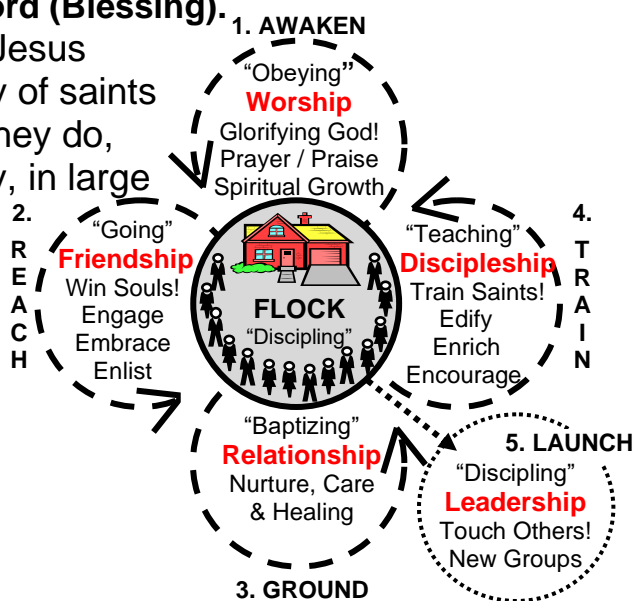 ord (Blessing).
Jesus
y of saints
hey do,
y, in large
1. AWAKEN
“Obeying”
Worship
Glorifying God!
Prayer / Praise
Spiritual Growth
2.
R
E
A
C
H
“Going”
Friendship
Win Souls!
Engage
Embrace
Enlist
FLOCK
“Discipling”
“Teaching”
Discipleship
Train Saints!
Edify
Enrich
Encourage
4.
T
R
A
I
N
“Baptizing”
Relationship
Nurture, Care
& Healing
3. GROUND
5. LAUNCH
“Discipling”
Leadership
Touch Others!
New Groups